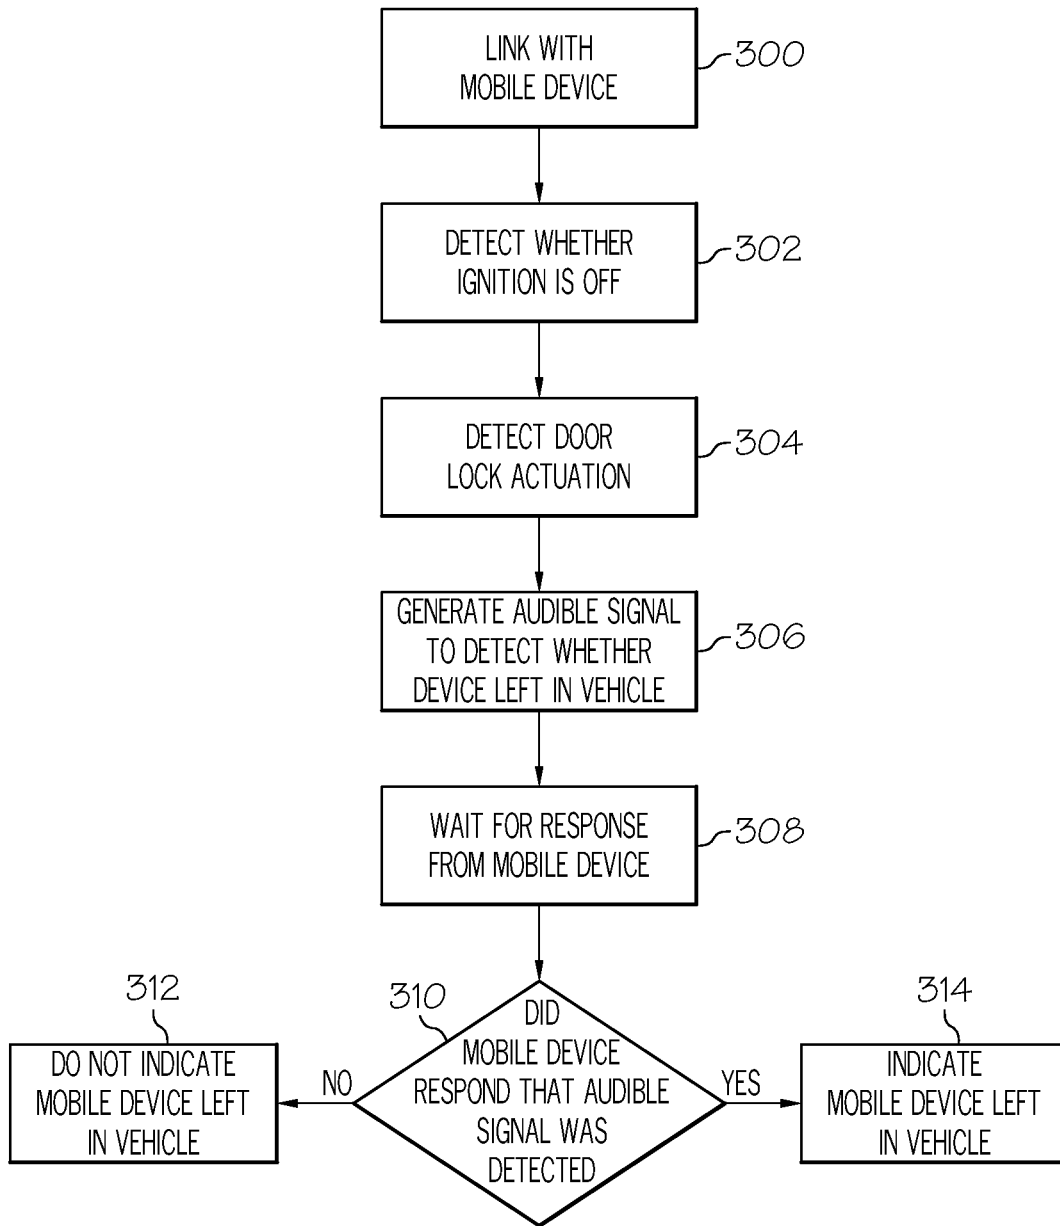 LINK WITH
MOBILE DEVICE
300
DETECT WHETHER
IGNITION IS OFF
302
DETECT DOOR
LOCK ACTUATION
304
GENERATE AUDIBLE SIGNAL
TO DETECT WHETHER
DEVICE LEFT IN VEHICLE
306
WAIT FOR RESPONSE
FROM MOBILE DEVICE
308
310
DID
MOBILE DEVICE
RESPOND THAT AUDIBLE
SIGNAL WAS
DETECTED
NO
312
DO NOT INDICATE
MOBILE DEVICE LEFT
IN VEHICLE
YES
314
INDICATE
MOBILE DEVICE LEFT
IN VEHICLE